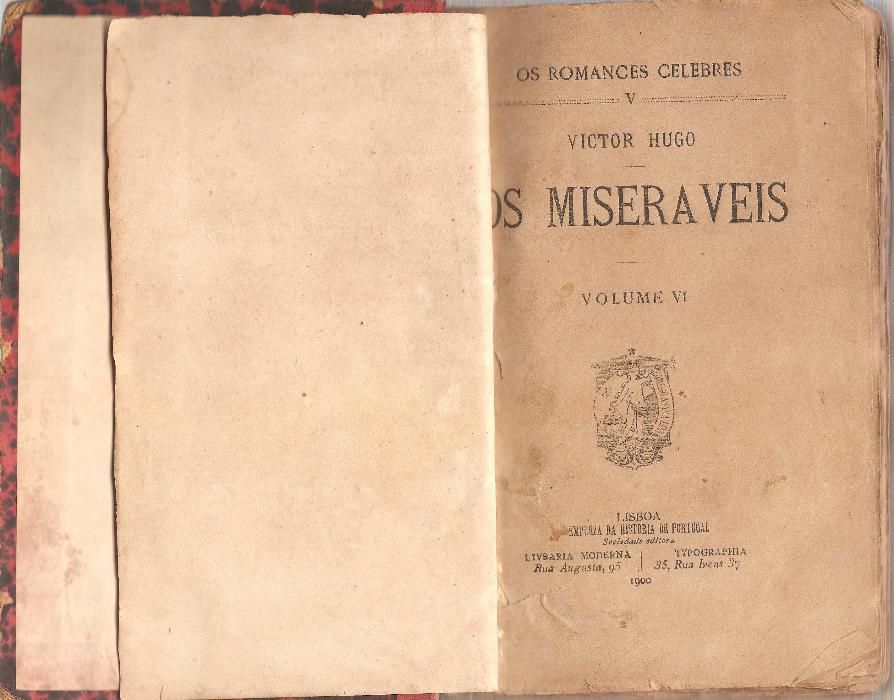 OS ROMANCES CELEBRES
V
VICTOR HUGO
OS MISERAVEIS
VOLUME VI
LISBOA
EMPREZA DA HISTORIA DE PORTUGAL
Sociedade editora
LIVRARIA MODERNA
Rua Augusta, 95
TYPOGRAPHIA
35, Rua Ivens 37
1900